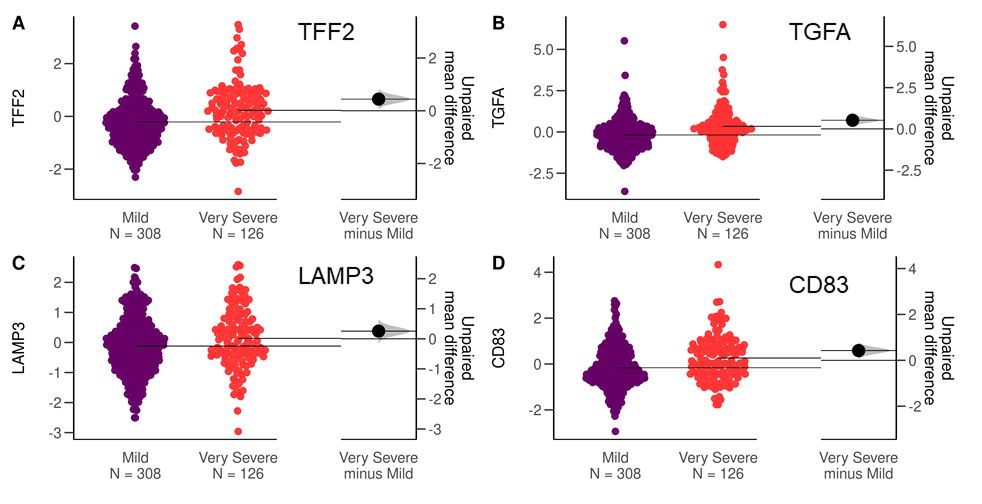 A
TFF2
TFF2
2
0
-2
2
0
-2
Unpaired
mean difference
Mild
N = 308
Very Severe
N = 126
Very Severe
minus Mild
B
TGFA
TGFA
5.0
2.5
0.0
-2.5
5.0
2.5
0.0
-2.5
Unpaired
mean difference
Mild
N = 308
Very Severe
N = 126
Very Severe
minus Mild
C
LAMP3
LAMP3
2
1
0
-1
-2
-3
2
1
0
-1
-2
-3
Unpaired
mean difference
Mild
N = 308
Very Severe
N = 126
Very Severe
minus Mild
D
CD83
CD83
4
2
0
-2
4
2
0
-2
Unpaired
mean difference
Mild
N = 308
Very Severe
N = 126
Very Severe
minus Mild